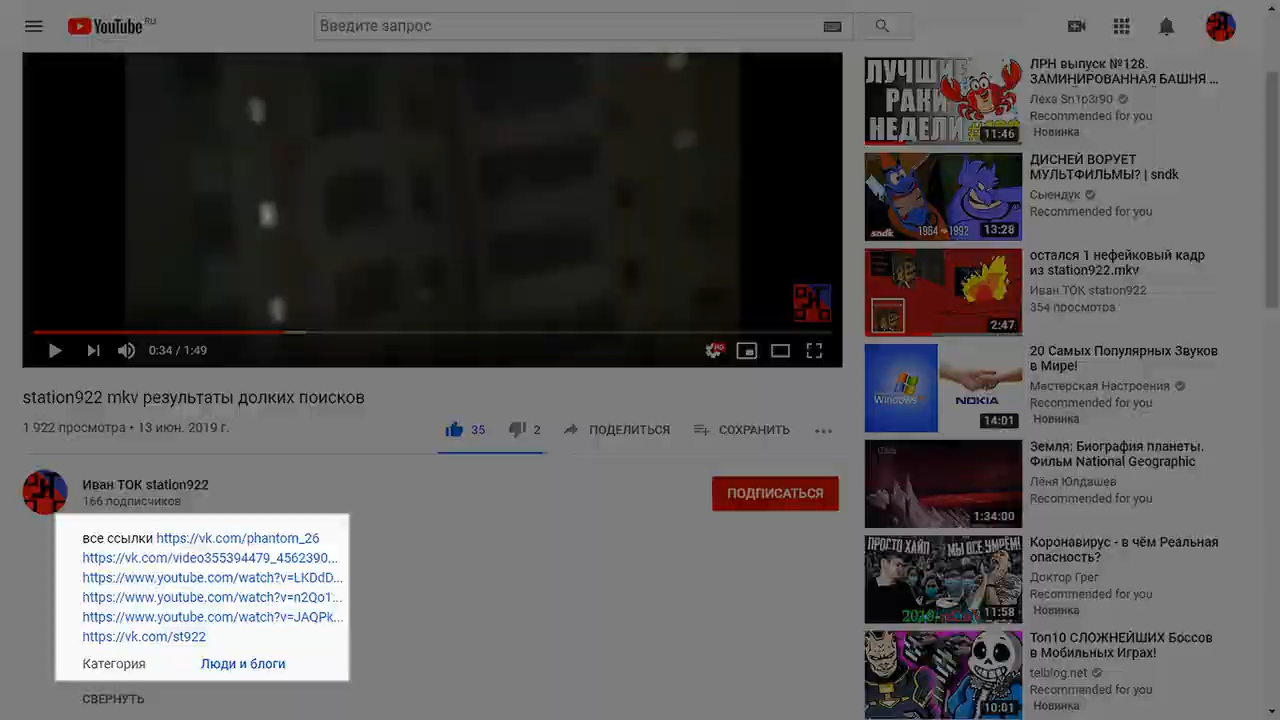 YouTube RU
Введите запрос
0:34 / 1:49
HD
station922 mkv результаты долких поисков
1 922 просмотра • 13 июн. 2019 г.
35
2
ПОДЕЛИТЬСЯ
СОХРАНИТЬ
Иван ТОК station922
166 подписчиков
ПОДПИСАТЬСЯ
все ссылки https://vk.com/phantom_26
https://vk.com/video355394479_4562390...
https://www.youtube.com/watch?v=LKDdD...
https://www.youtube.com/watch?v=n2Qo1...
https://www.youtube.com/watch?v=JAQPk...
https://vk.com/st922
Категория
Люди и блоги
СВЕРНУТЬ
ЛУЧШИЕ
РАКИ
НЕДЕЛИ
11:46
ЛРН выпуск №128.
ЗАМИНИРОВАННАЯ БАШНЯ ...
Леха Sn1p3r90
Recommended for you
Новинка
sndk
1964
1992
13:28
ДИСНЕЙ ВОРУЕТ
МУЛЬТФИЛЬМЫ? | sndk
Сыендук
Recommended for you
2:47
остался 1 нефейковый кадр
из station922.mkv
Иван ТОК station922
354 просмотра
Windows
NOKIA
14:01
20 Самых Популярных Звуков
в Мире!
Мастерская Настроения
Recommended for you
Новинка
1:34:00
Земля: Биография планеты.
Фильм National Geographic
Лёня Юлдашев
Recommended for you
ПРОСТО ХАЙП
МЫ ВСЕ УМРЁМ!
11:58
Коронавирус - в чём Реальная
опасность?
Доктор Грег
Recommended for you
Новинка
10:01
Топ10 СЛОЖНЕЙШИХ Боссов
в Мобильных Играх!
telblog.net
Recommended for you
Новинка